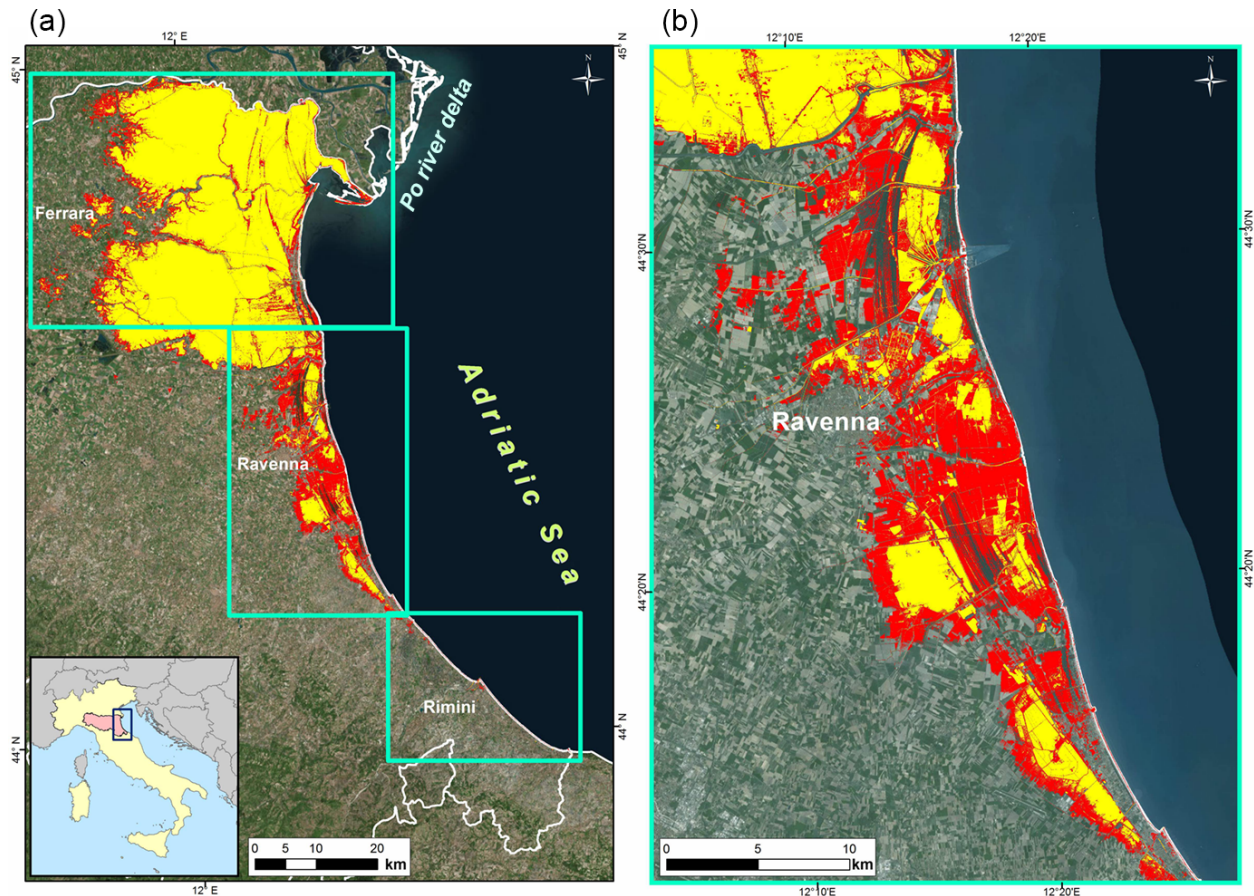 (a)
(b)
12° E
45° N
45° N
N
Po river delta
Ferrara
Ravenna
Adriatic Sea
Rimini
44° N
44° N
0 5 10 20
km
12° E
12°10'E
12°20'E
N
44°30'N
44°30'N
Ravenna
44°20'N
44°20'N
0 5 10
km
12°10'E
12°20'E